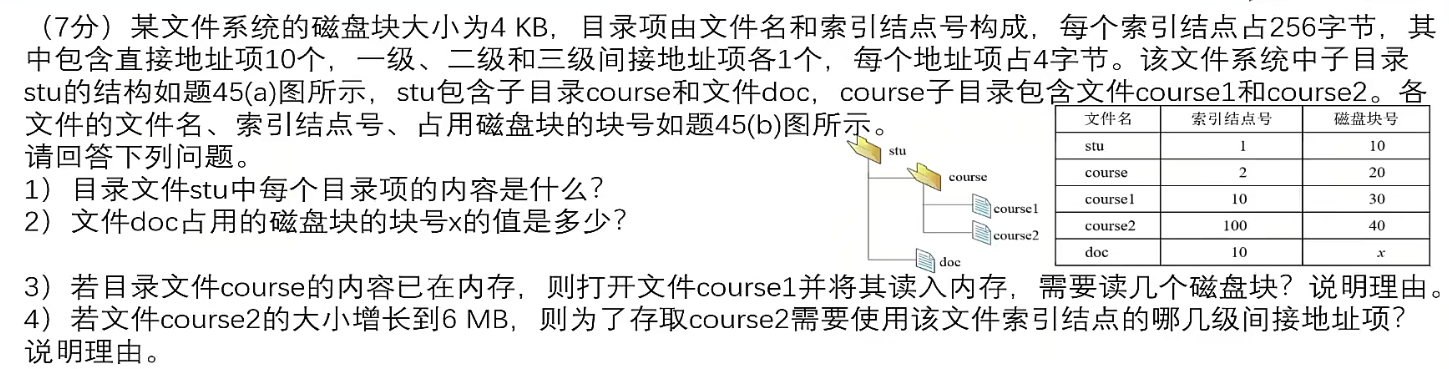 （7分）某文件系统的磁盘块大小为4 KB，目录项由文件名和索引结点号构成，每个索引结点占256字节，其
中包含直接地址项10个，一级、二级和三级间接地址项各1个，每个地址项占4字节。该文件系统中子目录
stu的结构如题45(a)图所示，stu包含子目录course和文件doc，course子目录包含文件course1和course2。各
文件的文件名、索引结点号、占用磁盘块的块号如题45(b)图所示。
请回答下列问题。
1）目录文件stu中每个目录项的内容是什么？
2）文件doc占用的磁盘块的块号x的值是多少？
stu
course
course1
course2
doc
文件名 索引结点号 磁盘块号
stu 1 10
course 2 20
course1 10 30
course2 100 40
doc 10 x
3）若目录文件course的内容已在内存，则打开文件course1并将其读入内存，需要读几个磁盘块？说明理由。
4）若文件course2的大小增长到6 MB，则为了存取course2需要使用该文件索引结点的哪几级间接地址项？
说明理由。